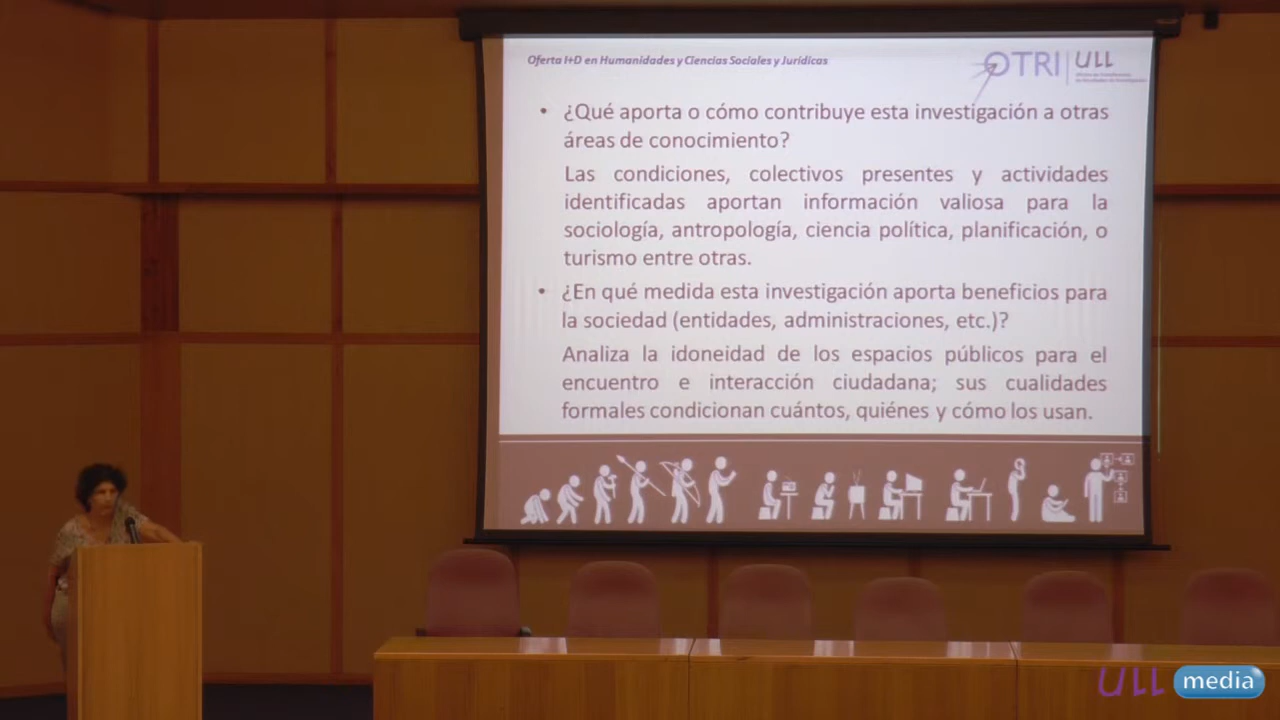 Oferta I+D en Humanidades y Ciencias Sociales y Jurídicas
OTRI ULL
• ¿Qué aporta o cómo contribuye esta investigación a otras
áreas de conocimiento?
Las condiciones, colectivos presentes y actividades
identificadas aportan información valiosa para la
sociología, antropología, ciencia política, planificación, o
turismo entre otras.
• ¿En qué medida esta investigación aporta beneficios para
la sociedad (entidades, administraciones, etc.)?
Analiza la idoneidad de los espacios públicos para el
encuentro e interacción ciudadana; sus cualidades
formales condicionan cuántos, quiénes y cómo los usan.
ULL media